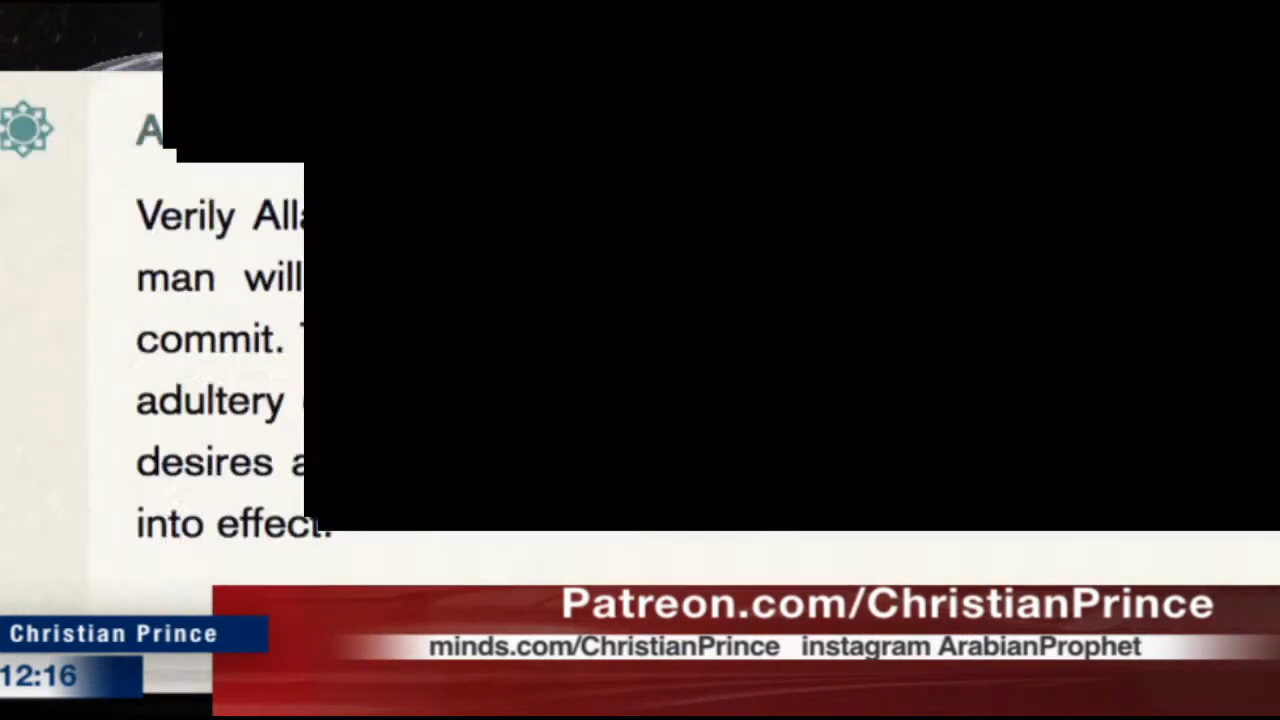 Verily
man will
commit.
adultery
desires
into effect.
Patreon.com/ChristianPrince
Christian Prince
minds.com/ChristianPrince instagram ArabianProphet
12:16